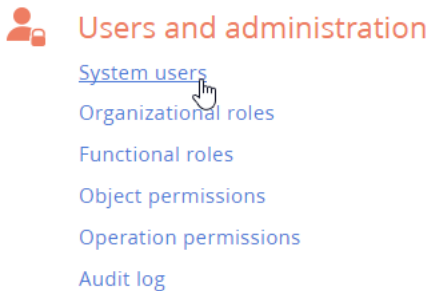 Users and administration
System users
Organizational roles
Functional roles
Object permissions
Operation permissions
Audit log